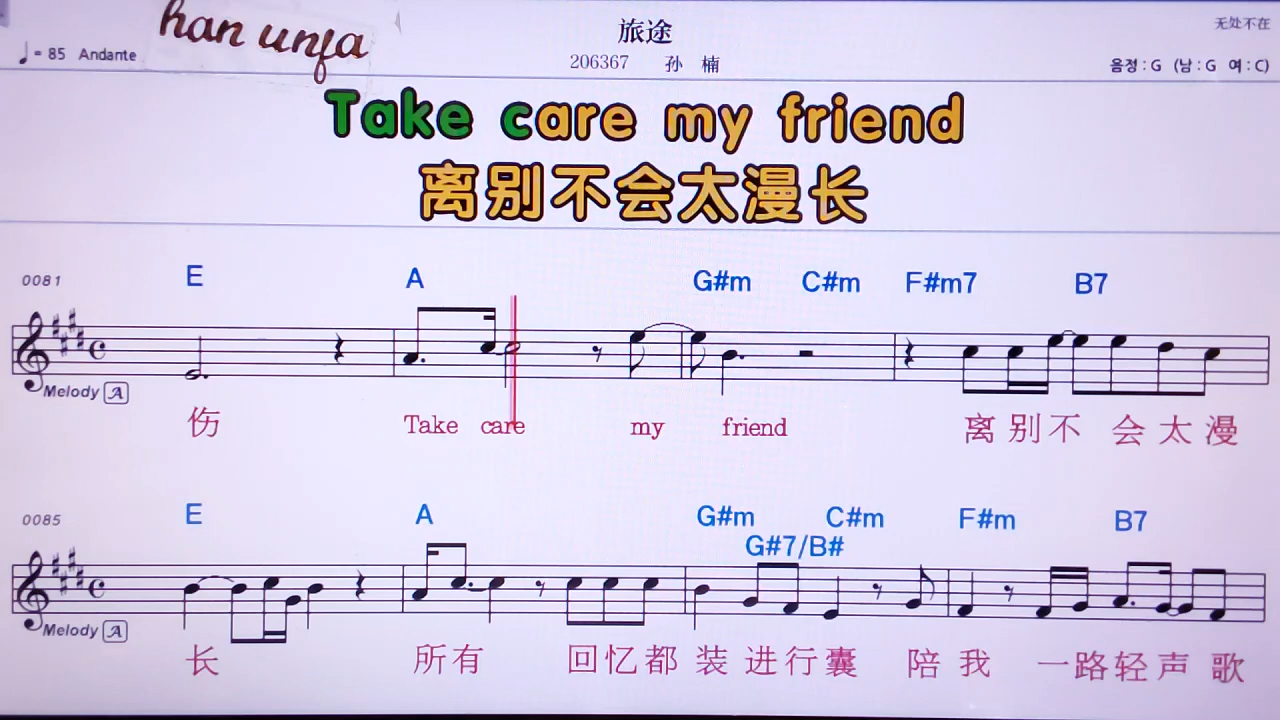 han unfa
旅途
无处不在
♩= 85 Andante
206367 孙 楠
음정 : G (남 : G 여 : C)
Take care my friend
离别不会太漫长
0081 E A G#m C#m F#m7 B7
Melody A
伤 Take care my friend 离 别 不 会 太 漫
0085 E A G#m C#m F#m B7
G#7/B#
Melody A
长 所 有 回 忆 都 装 进 行 囊 陪 我 一 路 轻 声 歌